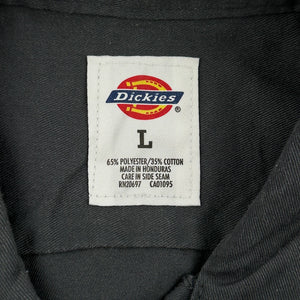 Dickies
®
L
65% POLYESTER/35% COTTON
MADE IN HONDURAS
CARE IN SIDE SEAM
RN20697 CA01095